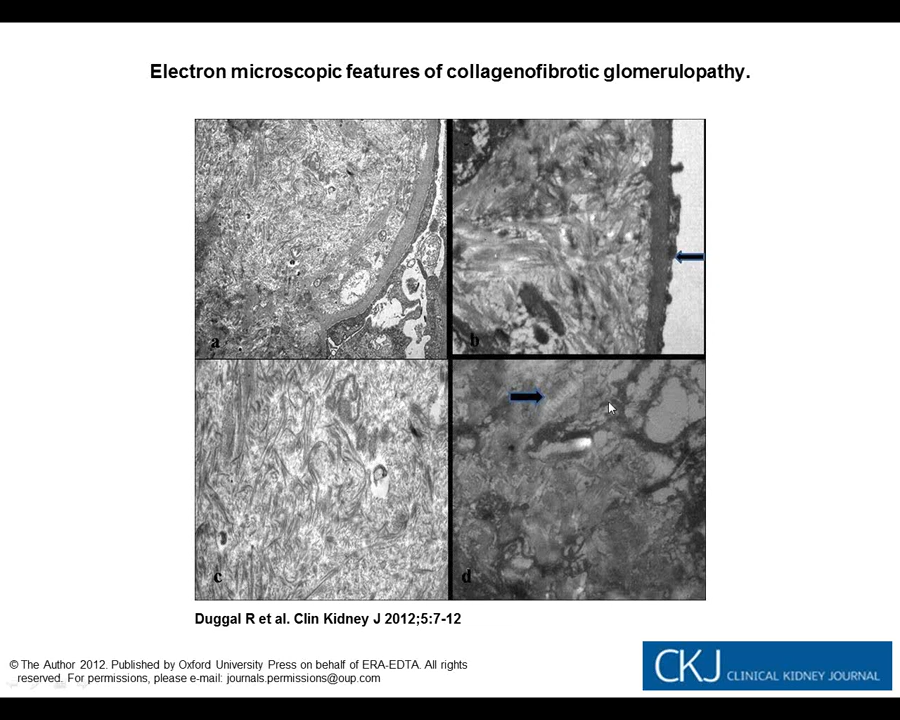 Electron microscopic features of collagenofibrotic glomerulopathy.
a
b
c
d
Duggal R et al. Clin Kidney J 2012;5:7-12
© The Author 2012. Published by Oxford University Press on behalf of ERA-EDTA. All rights
reserved. For permissions, please e-mail: journals.permissions@oup.com
CKJ CLINICAL KIDNEY JOURNAL